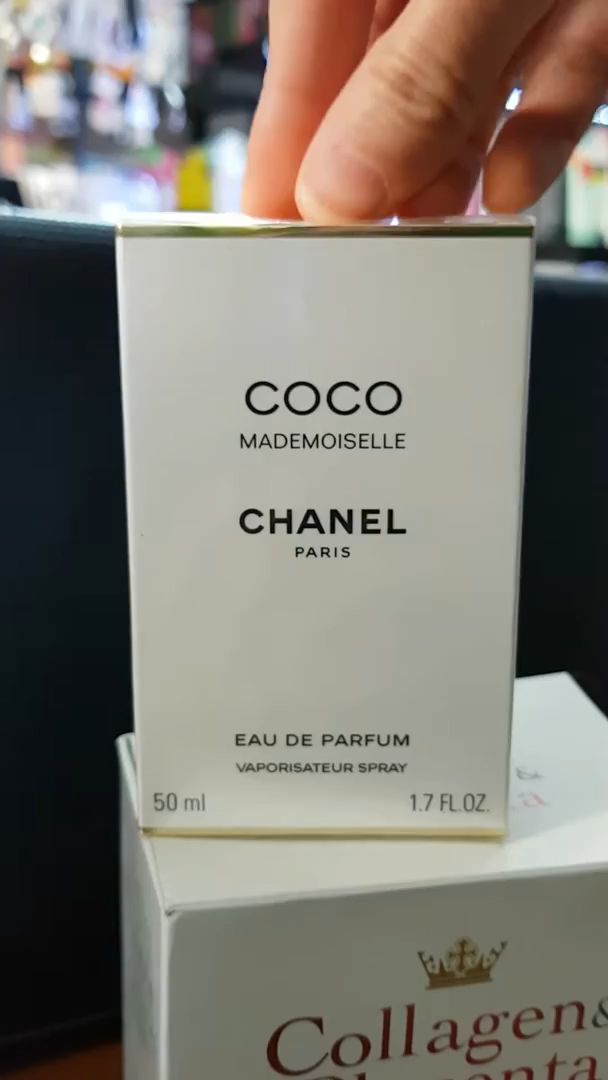 COCO
MADEMOISELLE
CHANEL
PARIS
EAU DE PARFUM
VAPORISATEUR SPRAY
50 ml
1.7 FL.OZ.
&
Collagen&